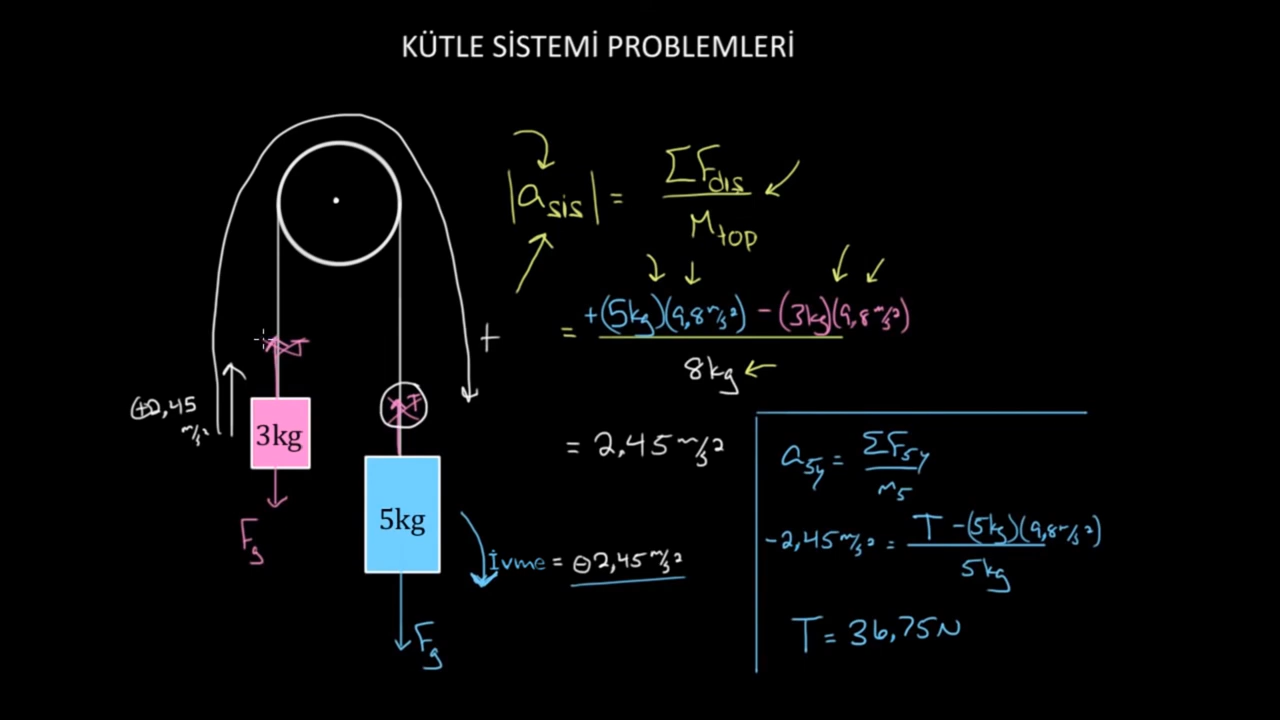 KÜTLE SİSTEMİ PROBLEMLERİ
|a_sis| = ΣF_dış / M_top
= +(5kg)(9,8 m/s²) - (3kg)(9,8 m/s²) / 8kg
= 2,45 m/s²
+
T
T
+2,45 m/s²
3kg
5kg
F_g
F_g
İvme = -2,45 m/s²
a_5y = ΣF_5y / m_5
-2,45 m/s² = T - (5kg)(9,8 m/s²) / 5kg
T = 36,75N